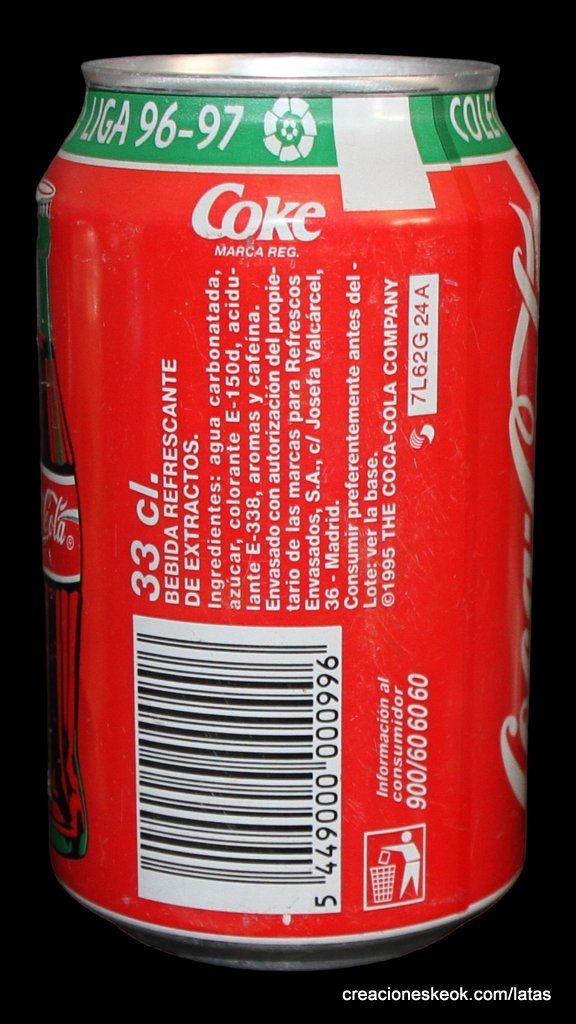 LIGA 96-97
COLE
Coke
MARCA REG.
33 cl.
BEBIDA REFRESCANTE
DE EXTRACTOS.
Ingredientes: agua carbonatada,
azúcar, colorante E-150d, acidu-
lante E-338, aromas y cafeína.
Envasado con autorización del propie-
tario de las marcas para Refrescos
Envasados, S.A., c/ Josefa Valcárcel,
36 - Madrid.
Consumir preferentemente antes del -
Lote: ver la base.
©1995 THE COCA-COLA COMPANY
7L62G 24 A
5 449000 000996
Información al
consumidor
900/60 60 60
Cola
creacioneskeok.com/latas